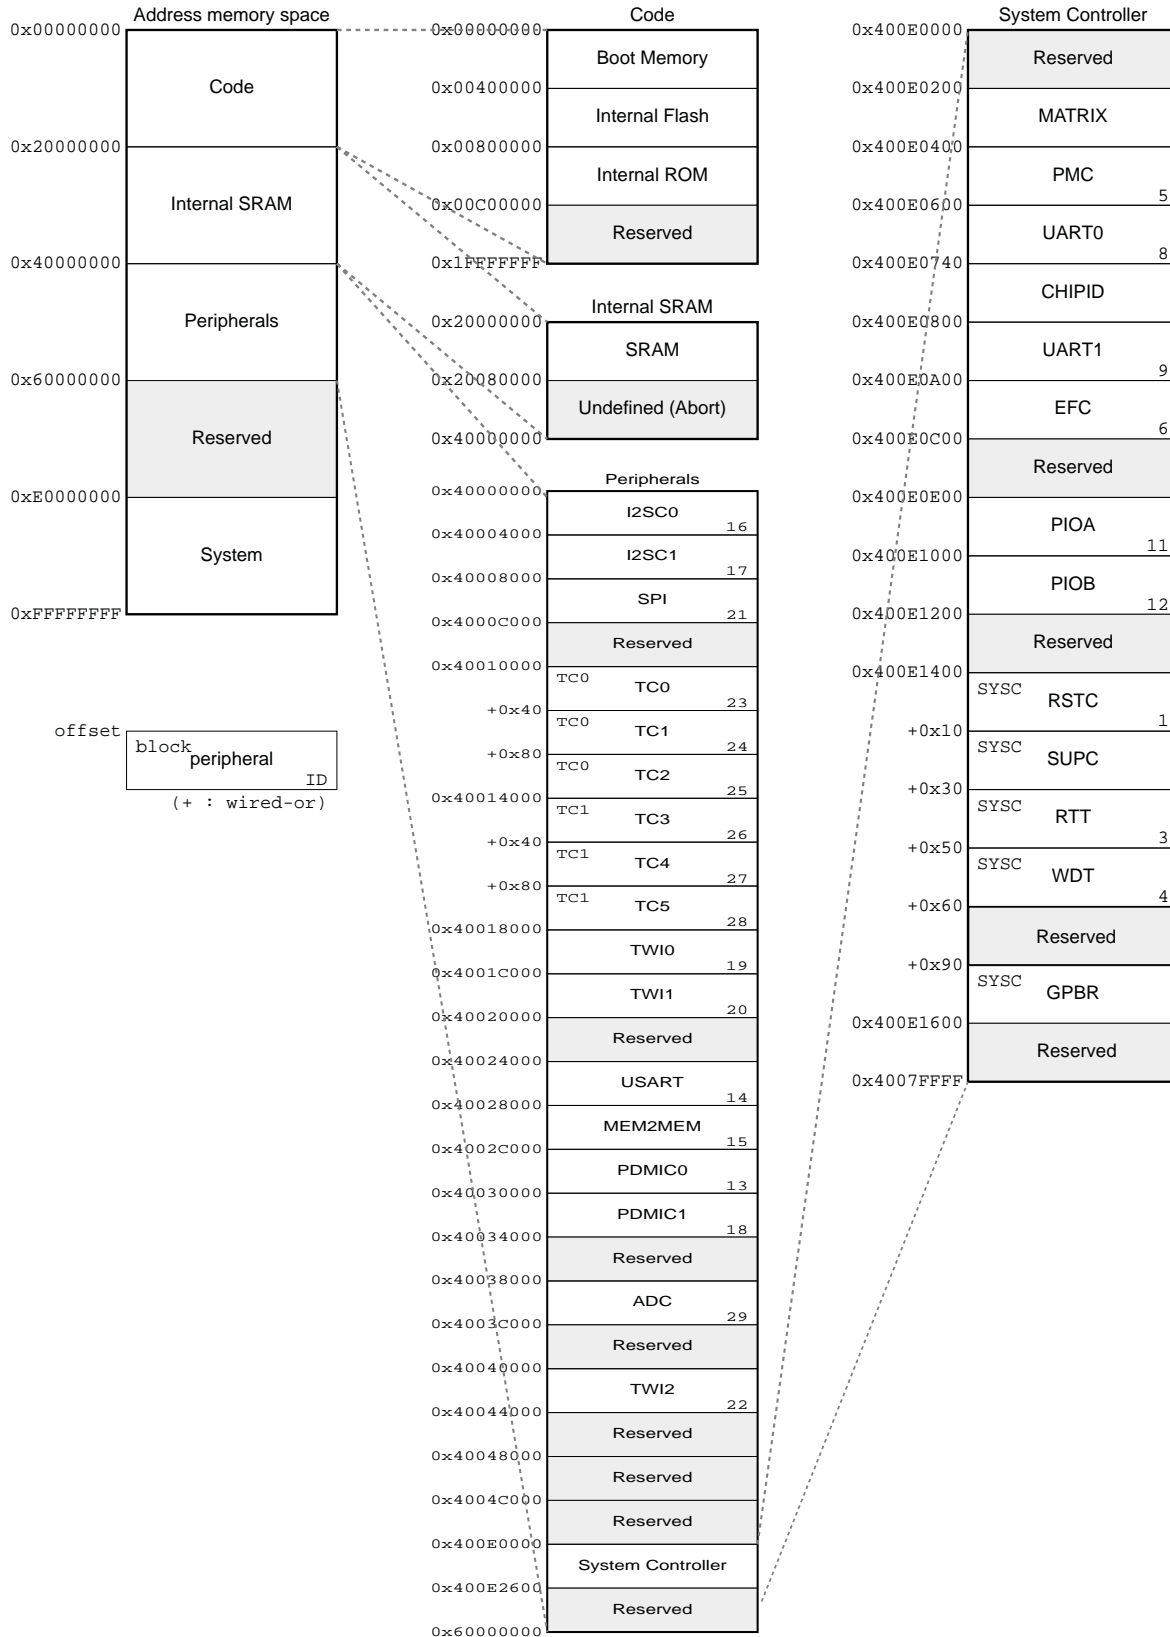 Address memory space
0x00000000
Code
0x20000000
Internal SRAM
0x40000000
Peripherals
0x60000000
Reserved
0xE0000000
System
0xFFFFFFFF
offset
block
peripheral
ID
(+ : wired-or)
Code
0x00000000
Boot Memory
0x00400000
Internal Flash
0x00800000
Internal ROM
0x00C00000
Reserved
0x1FFFFFFF
Internal SRAM
0x20000000
SRAM
0x20080000
Undefined (Abort)
0x40000000
Peripherals
0x40000000
I2SC0
16
0x40004000
I2SC1
17
0x40008000
SPI
21
0x4000C000
Reserved
0x40010000
TC0
TC0
23
+0x40
TC0
TC1
24
+0x80
TC0
TC2
25
0x40014000
TC1
TC3
26
+0x40
TC1
TC4
27
+0x80
TC1
TC5
28
0x40018000
TWI0
19
0x4001C000
TWI1
20
0x40020000
Reserved
0x40024000
USART
14
0x40028000
MEM2MEM
15
0x4002C000
PDMIC0
13
0x40030000
PDMIC1
18
0x40034000
Reserved
0x40038000
ADC
29
0x4003C000
Reserved
0x40040000
TWI2
22
0x40044000
Reserved
0x40048000
Reserved
0x4004C000
Reserved
0x400E0000
System Controller
0x400E2600
Reserved
0x60000000
System Controller
0x400E0000
Reserved
0x400E0200
MATRIX
0x400E0400
PMC
5
0x400E0600
UART0
8
0x400E0740
CHIPID
0x400E0800
UART1
9
0x400E0A00
EFC
6
0x400E0C00
Reserved
0x400E0E00
PIOA
11
0x400E1000
PIOB
12
0x400E1200
Reserved
0x400E1400
SYSC
RSTC
1
+0x10
SYSC
SUPC
+0x30
SYSC
RTT
3
+0x50
SYSC
WDT
4
+0x60
Reserved
+0x90
SYSC
GPBR
0x400E1600
Reserved
0x4007FFFF